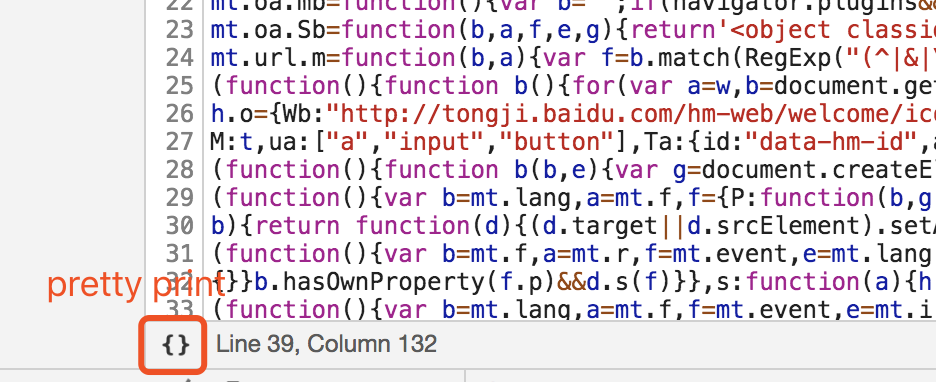 22 mt.oa.mb=function(){var b="";if(navigator.plugins&&
23 mt.oa.Sb=function(b,a,f,e,g){return'<object classi
24 mt.url.m=function(b,a){var f=b.match(RegExp("(^|&|\
25 (function(){function b(){for(var a=w,b=document.ge
26 h.o={Wb:"http://tongji.baidu.com/hm-web/welcome/ico
27 M:t,ua:["a","input","button"],Ta:{id:"data-hm-id",
28 (function(){function b(b,e){var g=document.createEl
29 (function(){var b=mt.lang,a=mt.f,f={P:function(b,g
30 b){return function(d){(d.target||d.srcElement).setA
31 (function(){var b=mt.f,a=mt.r,f=mt.event,e=mt.lang
32 {}}b.hasOwnProperty(f.p)&&d.s(f)}},s:function(a){h
pretty print
33 (function(){var b=mt.lang,a=mt.f,f=mt.event,e=mt.i
{} Line 39, Column 132